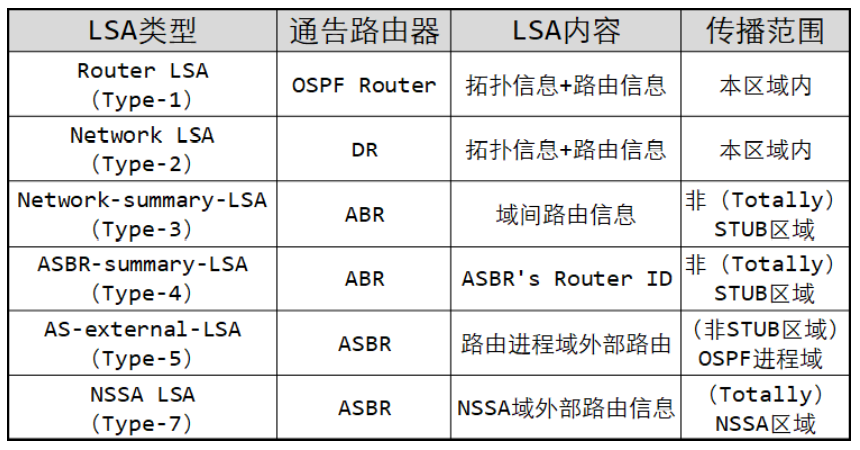 LSA类型 通告路由器 LSA内容 传播范围
Router LSA
（Type-1） OSPF Router 拓扑信息+路由信息 本区域内
Network LSA
（Type-2） DR 拓扑信息+路由信息 本区域内
Network-summary-LSA
（Type-3） ABR 域间路由信息 非（Totally）
STUB区域
ASBR-summary-LSA
（Type-4） ABR ASBR's Router ID 非（Totally）
STUB区域
AS-external-LSA
（Type-5） ASBR 路由进程域外部路由 （非STUB区域）
OSPF进程域
NSSA LSA
（Type-7） ASBR NSSA域外部路由信息 （Totally）
NSSA区域